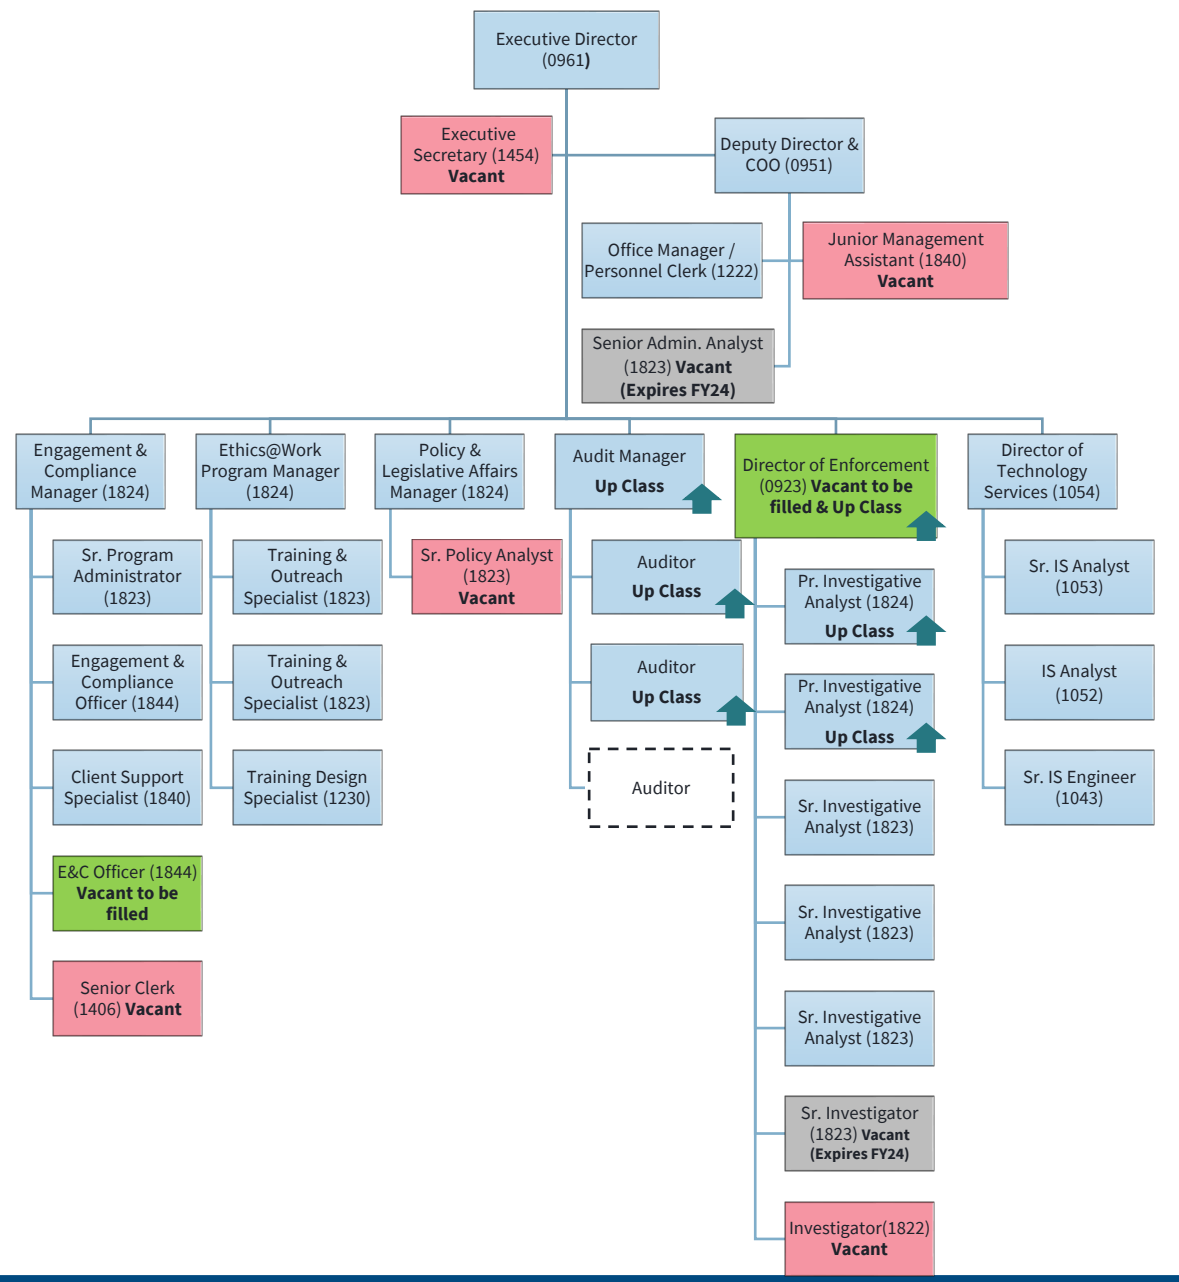 Executive Director
(0961)
Executive
Secretary (1454)
Vacant
Deputy Director &
COO (0951)
Office Manager /
Personnel Clerk (1222)
Junior Management
Assistant (1840)
Vacant
Senior Admin. Analyst
(1823) Vacant
(Expires FY24)
Engagement &
Compliance
Manager (1824)
Sr. Program
Administrator
(1823)
Engagement &
Compliance
Officer (1844)
Client Support
Specialist (1840)
E&C Officer (1844)
Vacant to be
filled
Senior Clerk
(1406) Vacant
Ethics@Work
Program Manager
(1824)
Training &
Outreach
Specialist (1823)
Training &
Outreach
Specialist (1823)
Training Design
Specialist (1230)
Policy &
Legislative Affairs
Manager (1824)
Sr. Policy Analyst
(1823)
Vacant
Audit Manager
Up Class
Auditor
Up Class
Auditor
Up Class
Auditor
Director of Enforcement
(0923) Vacant to be
filled & Up Class
Pr. Investigative
Analyst (1824)
Up Class
Pr. Investigative
Analyst (1824)
Up Class
Sr. Investigative
Analyst (1823)
Sr. Investigative
Analyst (1823)
Sr. Investigative
Analyst (1823)
Sr. Investigator
(1823) Vacant
(Expires FY24)
Investigator(1822)
Vacant
Director of
Technology
Services (1054)
Sr. IS Analyst
(1053)
IS Analyst
(1052)
Sr. IS Engineer
(1043)